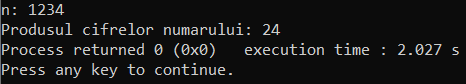 n: 1234
Produsul cifrelor numarului: 24
Process returned 0 (0x0)   execution time : 2.027 s
Press any key to continue.